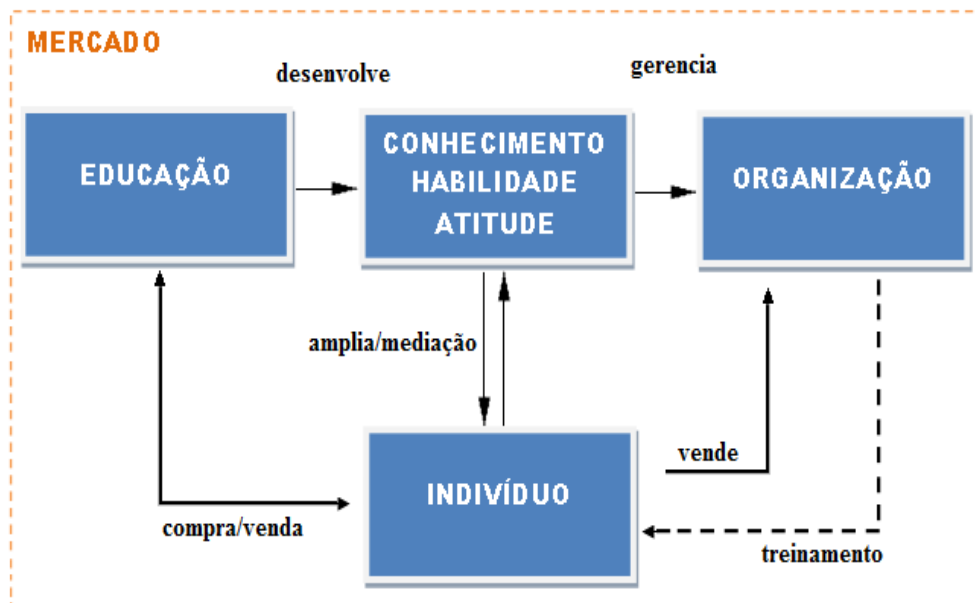 MERCADO
desenvolve
gerencia
EDUCAÇÃO
CONHECIMENTO
HABILIDADE
ATITUDE
ORGANIZAÇÃO
amplia/mediação
INDIVÍDUO
vende
compra/venda
treinamento